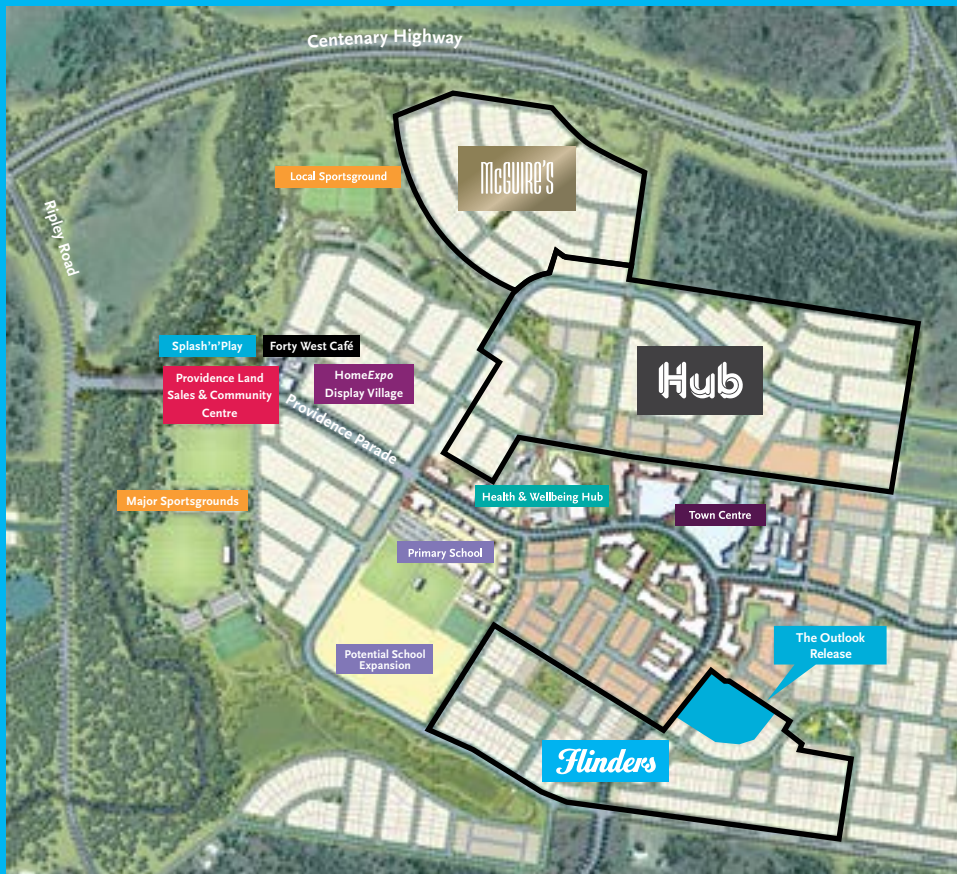 Centenary Highway
McGUIRE'S
Local Sportsground
Ripley Road
Splash'n'Play
Forty West Café
Providence Land
Sales & Community
Centre
HomeExpo
Display Village
Hub
Providence Parade
Major Sportsgrounds
Health & Wellbeing Hub
Town Centre
Primary School
The Outlook
Release
Potential School
Expansion
Flinders